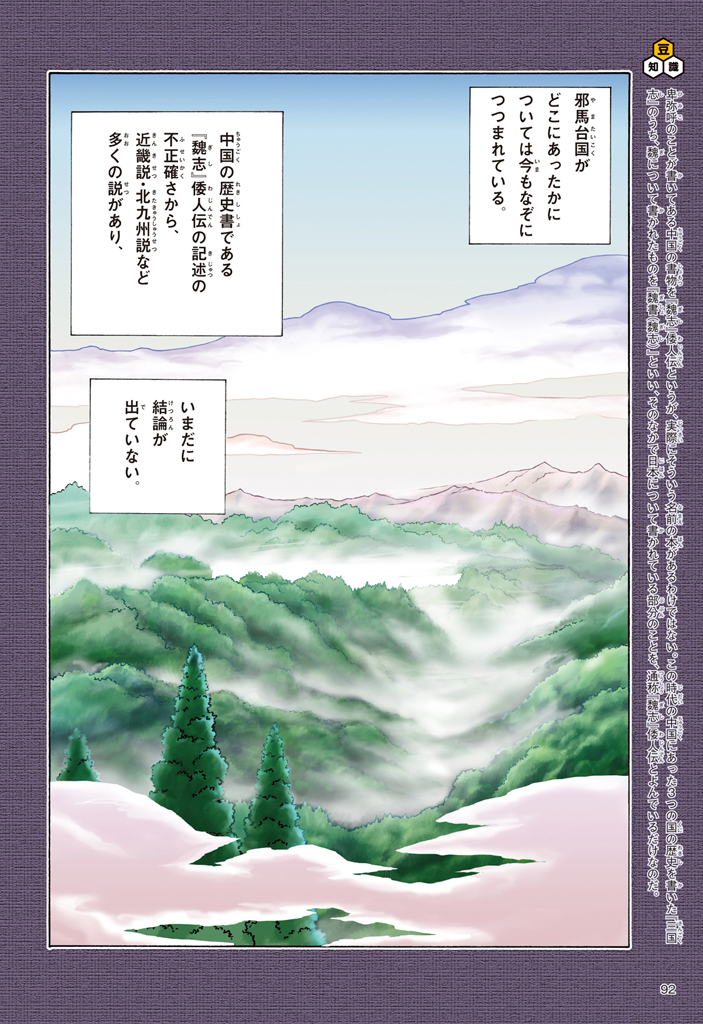 豆
知識
卑弥呼のことが書いてある中国の書物を『魏志』倭人伝というが、実際にそういう名前の本があるわけではない。この時代の中国にあった3つの国の歴史を書いた『三国
志』のうち、魏について書かれたものを『魏書(魏志)』といい、そのなかで日本について書かれている部分のことを、通称『魏志』倭人伝とよんでいるだけなのだ。
邪馬台国が
どこにあったかに
ついては今もなぞに
つつまれている。
中国の歴史書である
『魏志』倭人伝の記述の
不正確さから、
近畿説・北九州説など
多くの説があり、
いまだに
結論が
出ていない。
92